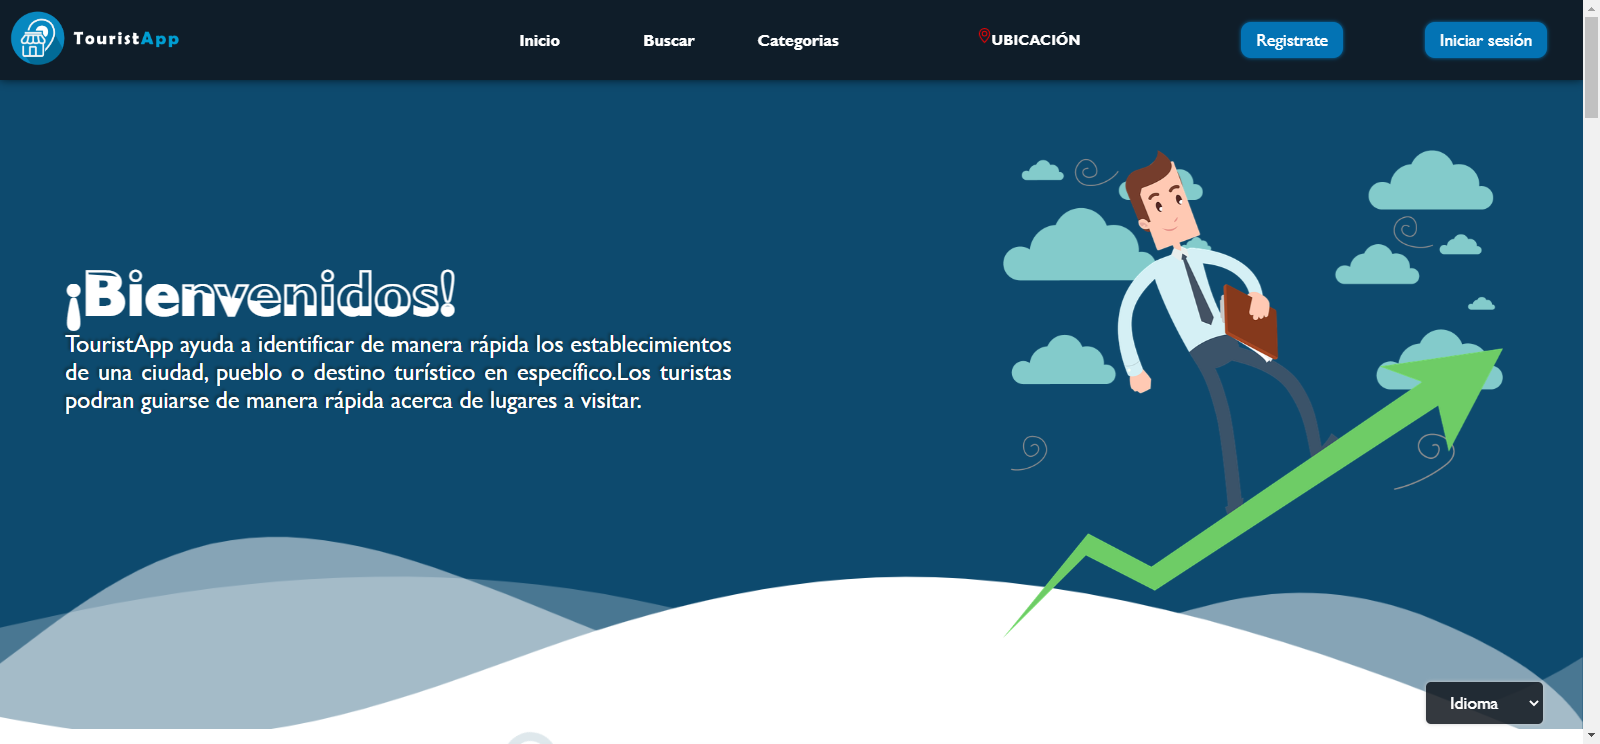 TouristApp
Inicio
Buscar
Categorias
UBICACIÓN
Registrate
Iniciar sesión
¡Bienvenidos!
TouristApp ayuda a identificar de manera rápida los establecimientos
de una ciudad, pueblo o destino turístico en específico.Los turistas
podran guiarse de manera rápida acerca de lugares a visitar.
Idioma